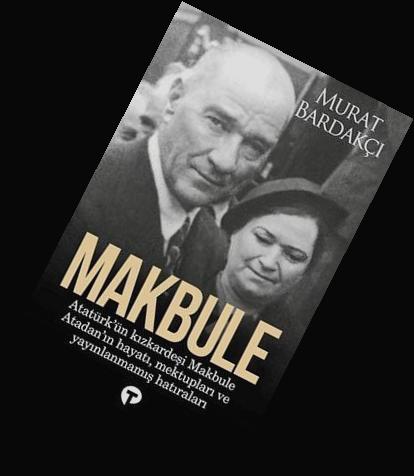 MURAT
BARDAKÇI
MAKBULE
Atatürk'ün kızkardeşi Makbule
Atadan'ın hayatı, mektupları ve
yayınlanmamış hatıraları
T